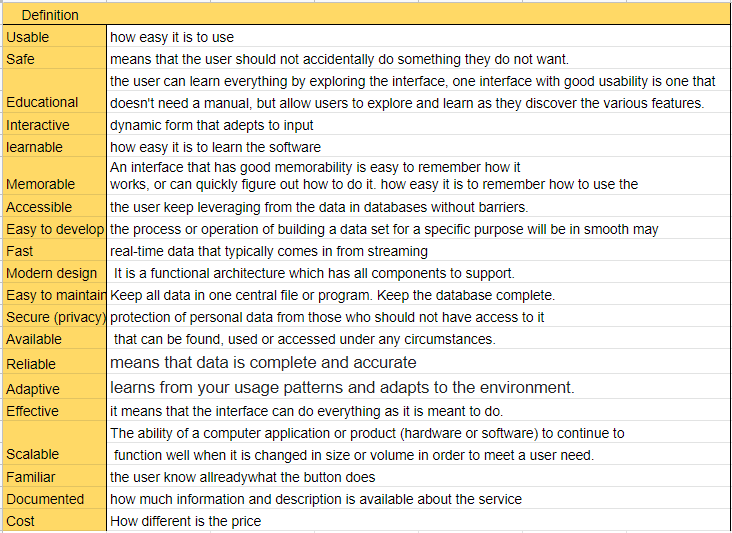 Definition
Usable how easy it is to use
Safe means that the user should not accidentally do something they do not want.
the user can learn everything by exploring the interface, one interface with good usability is one that
Educational doesn't need a manual, but allow users to explore and learn as they discover the various features.
Interactive dynamic form that adepts to input
learnable how easy it is to learn the software
An interface that has good memorability is easy to remember how it
Memorable works, or can quickly figure out how to do it. how easy it is to remember how to use the
Accessible the user keep leveraging from the data in databases without barriers.
Easy to develop the process or operation of building a data set for a specific purpose will be in smooth may
Fast real-time data that typically comes in from streaming
Modern design It is a functional architecture which has all components to support.
Easy to maintain Keep all data in one central file or program. Keep the database complete.
Secure (privacy) protection of personal data from those who should not have access to it
Available that can be found, used or accessed under any circumstances.
Reliable means that data is complete and accurate
Adaptive learns from your usage patterns and adapts to the environment.
Effective it means that the interface can do everything as it is meant to do.
The ability of a computer application or product (hardware or software) to continue to
Scalable function well when it is changed in size or volume in order to meet a user need.
Familiar the user know allreadywhat the button does
Documented how much information and description is available about the service
Cost How different is the price